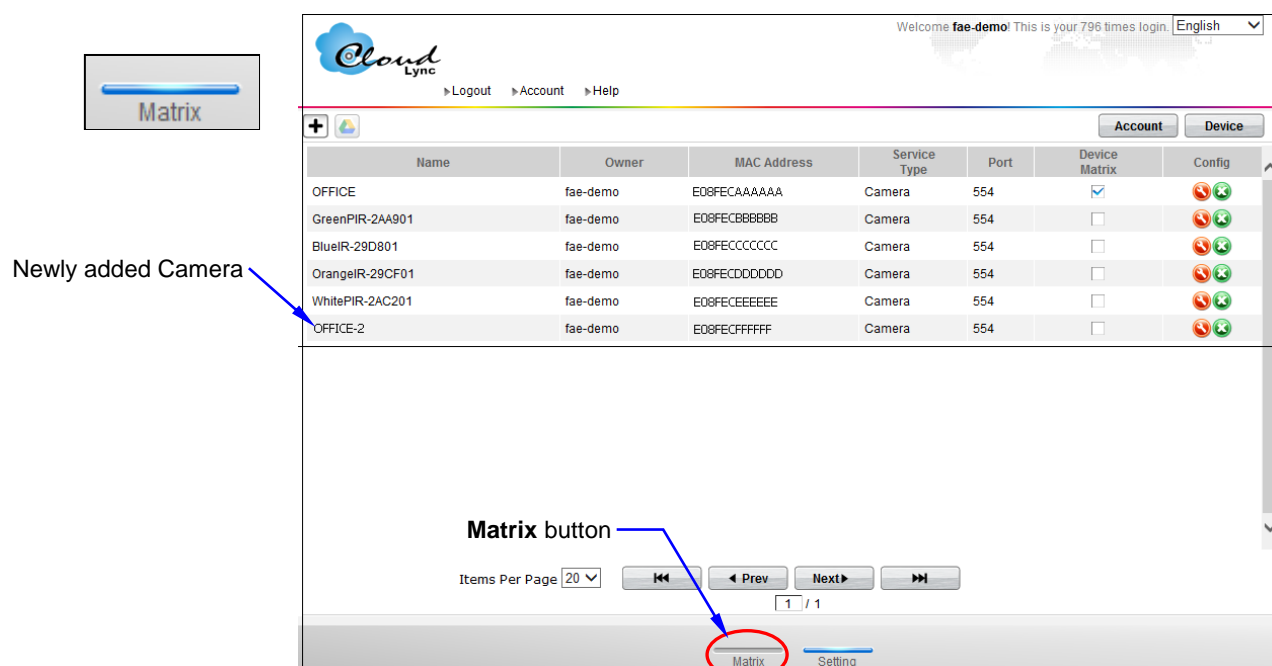 Welcome fae-demo! This is your 796 times login. English
Cloud
Lync
Logout Account Help
Matrix
Account Device
Name Owner MAC Address Service Type Port Device Matrix Config
OFFICE fae-demo E08FECAAAAAA Camera 554
GreenPIR-2AA901 fae-demo E08FECBBBBBB Camera 554
BlueIR-29D801 fae-demo E08FECCCCCCC Camera 554
Newly added Camera
OrangeIR-29CF01 fae-demo E08FECDDDDDD Camera 554
WhitePIR-2AC201 fae-demo E08FECEEEEEE Camera 554
OFFICE-2 fae-demo E08FECFFFFFF Camera 554
Matrix button
Items Per Page 20 Prev Next
1 / 1
Matrix Setting